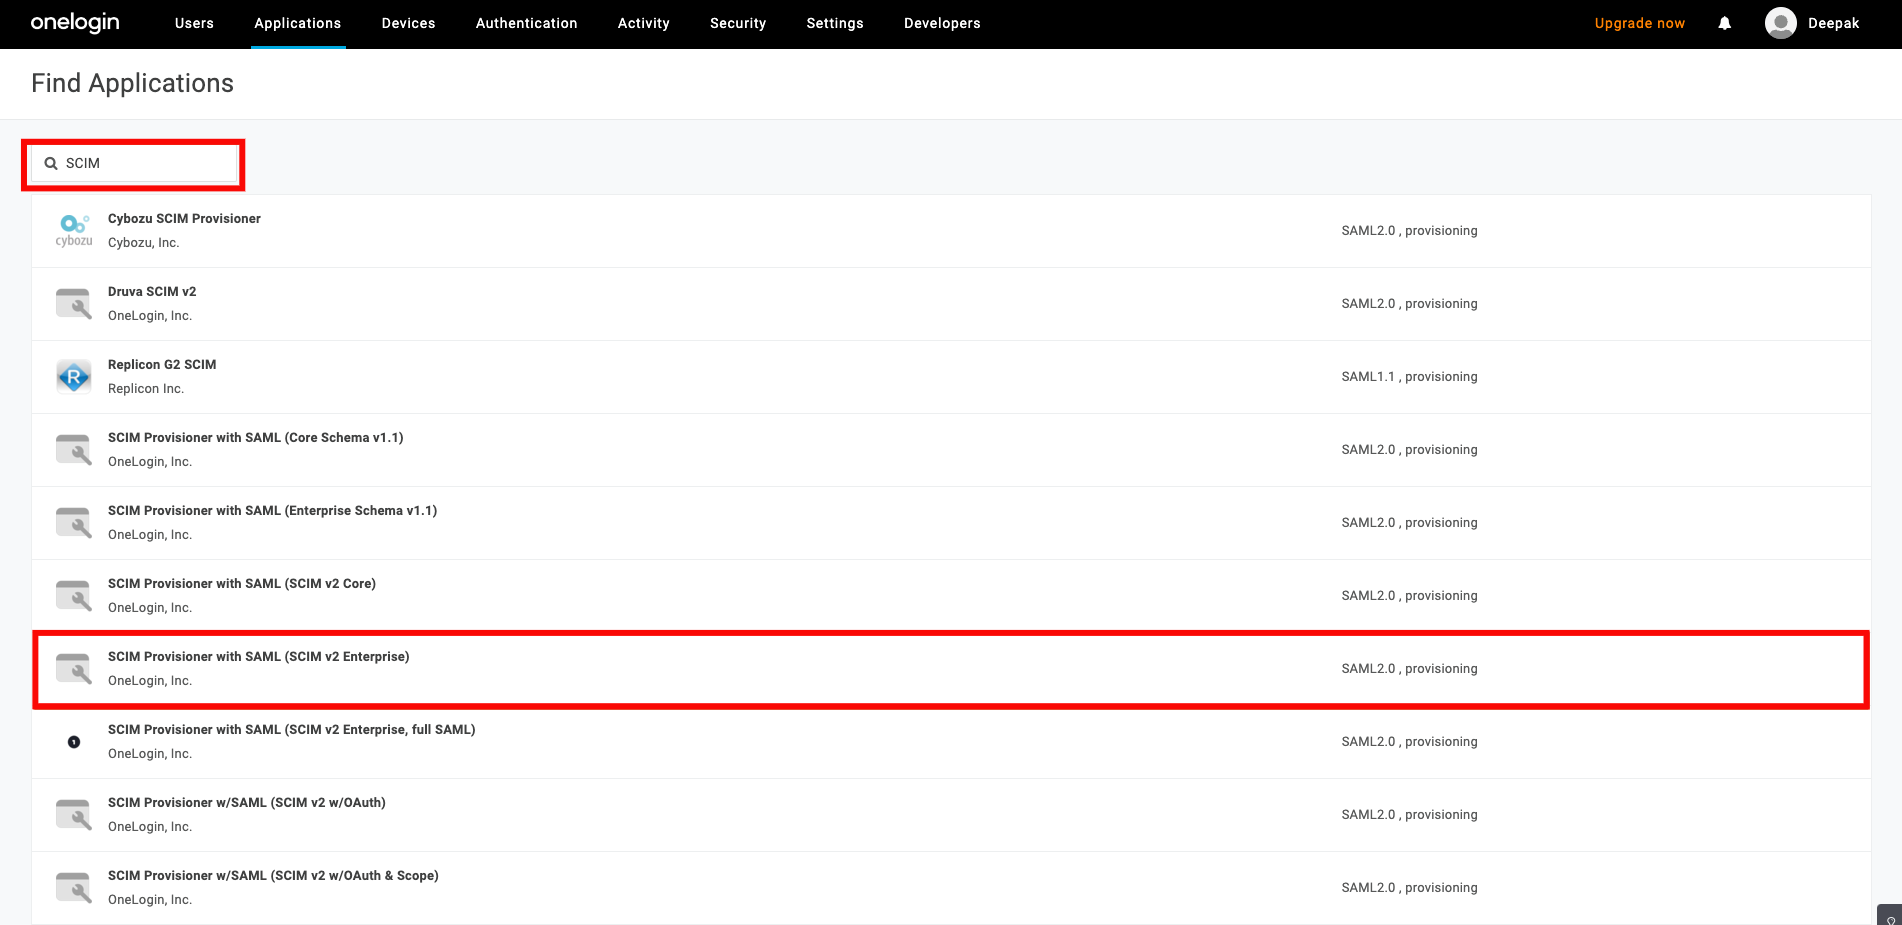 onelogin Users Applications Devices Authentication Activity Security Settings Developers Upgrade now Deepak
Find Applications
SCIM
Cybozu SCIM Provisioner
cybozu Cybozu, Inc. SAML2.0 , provisioning
Druva SCIM v2
OneLogin, Inc. SAML2.0 , provisioning
Replicon G2 SCIM
R Replicon Inc. SAML1.1 , provisioning
SCIM Provisioner with SAML (Core Schema v1.1)
OneLogin, Inc. SAML2.0 , provisioning
SCIM Provisioner with SAML (Enterprise Schema v1.1)
OneLogin, Inc. SAML2.0 , provisioning
SCIM Provisioner with SAML (SCIM v2 Core)
OneLogin, Inc. SAML2.0 , provisioning
SCIM Provisioner with SAML (SCIM v2 Enterprise)
OneLogin, Inc. SAML2.0 , provisioning
SCIM Provisioner with SAML (SCIM v2 Enterprise, full SAML)
OneLogin, Inc. SAML2.0 , provisioning
SCIM Provisioner w/SAML (SCIM v2 w/OAuth)
OneLogin, Inc. SAML2.0 , provisioning
SCIM Provisioner w/SAML (SCIM v2 w/OAuth & Scope)
OneLogin, Inc. SAML2.0 , provisioning